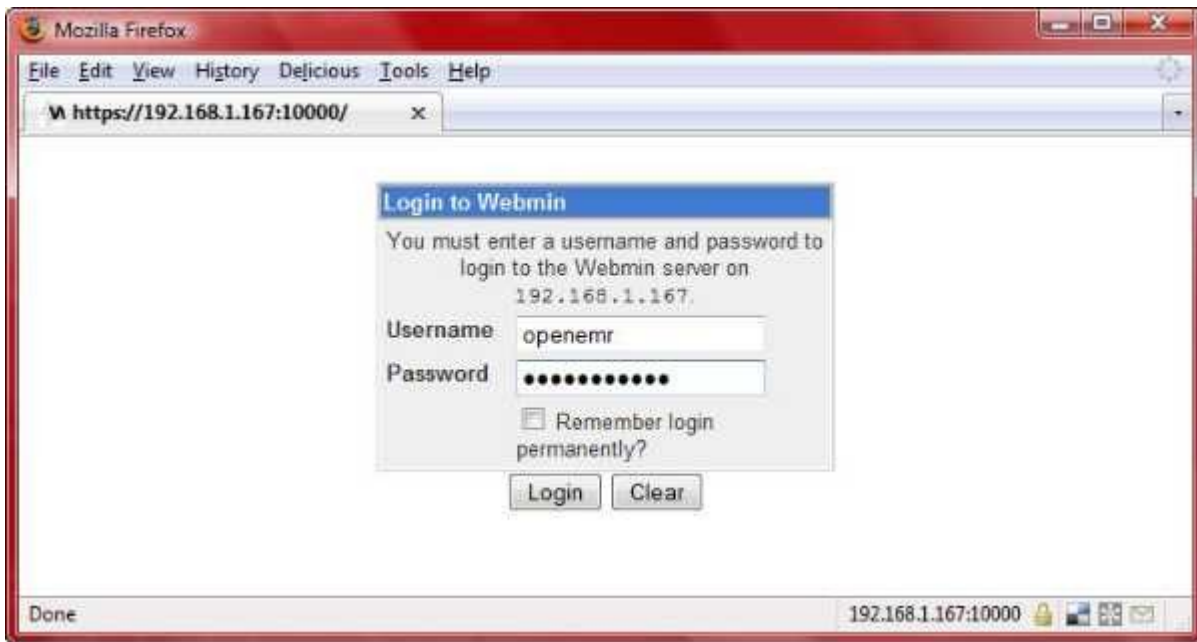 Mozilla Firefox
File Edit View History Delicious Tools Help
https://192.168.1.167:10000/
Login to Webmin
You must enter a username and password to
login to the Webmin server on
192.168.1.167.
Username openemr
Password •••••••••••
Remember login
permanently?
Login Clear
Done 192.168.1.167:10000